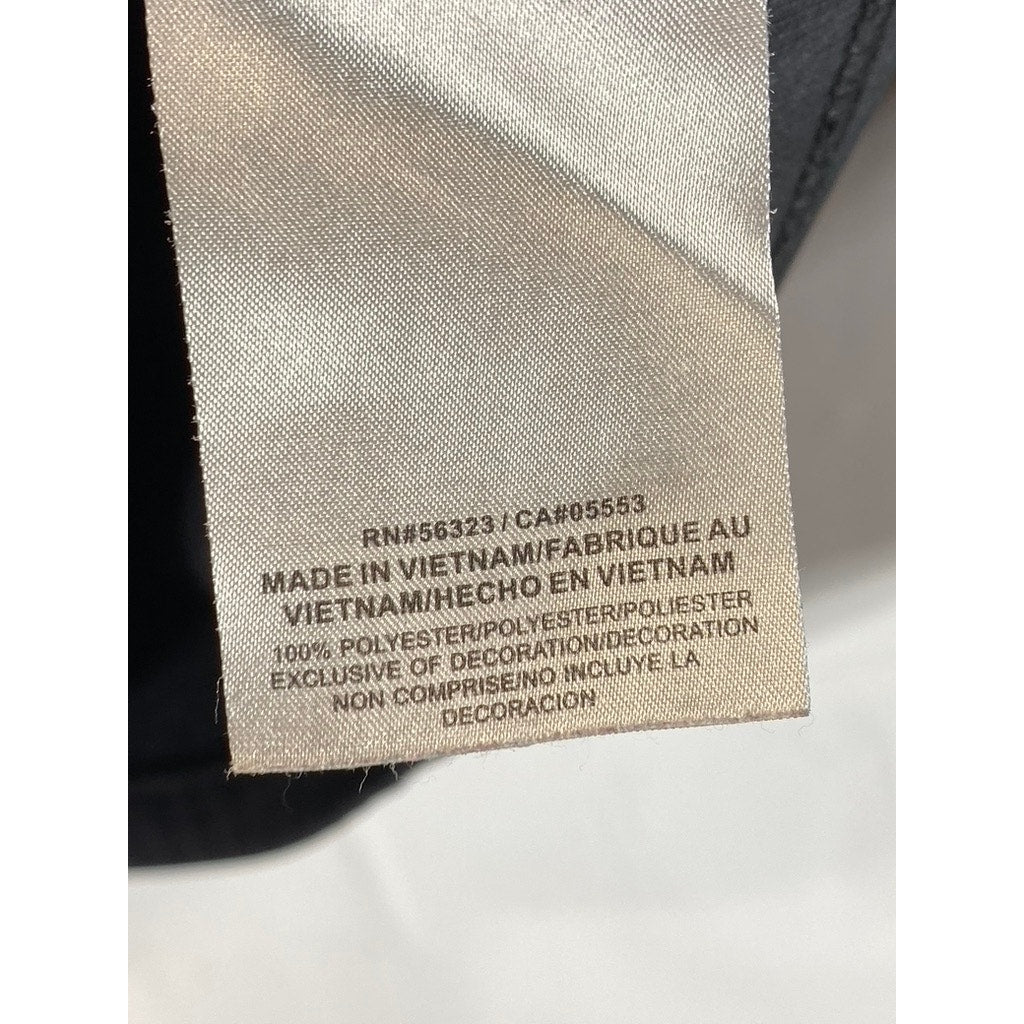 RN#56323 / CA#05553
MADE IN VIETNAM/FABRIQUE AU
VIETNAM/HECHO EN VIETNAM
100% POLYESTER/POLYESTER/POLIESTER
EXCLUSIVE OF DECORATION/DECORATION
NON COMPRISE/NO INCLUYE LA
DECORACION